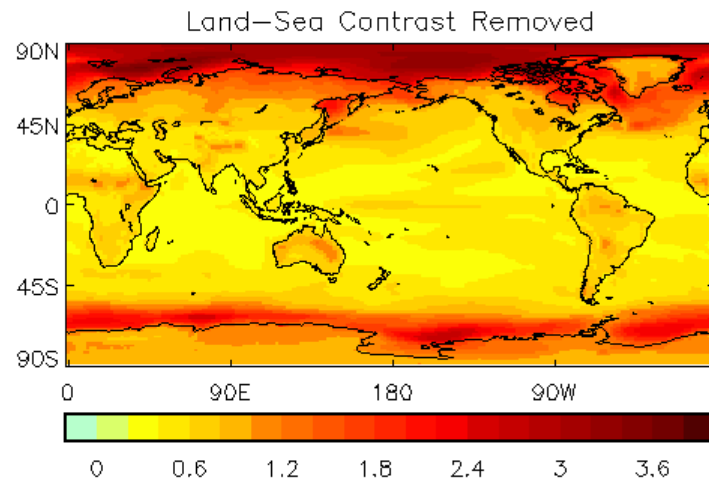 Land-Sea Contrast Removed
90N
45N
0
45S
90S
0 90E 180 90W
0 0.6 1.2 1.8 2.4 3 3.6